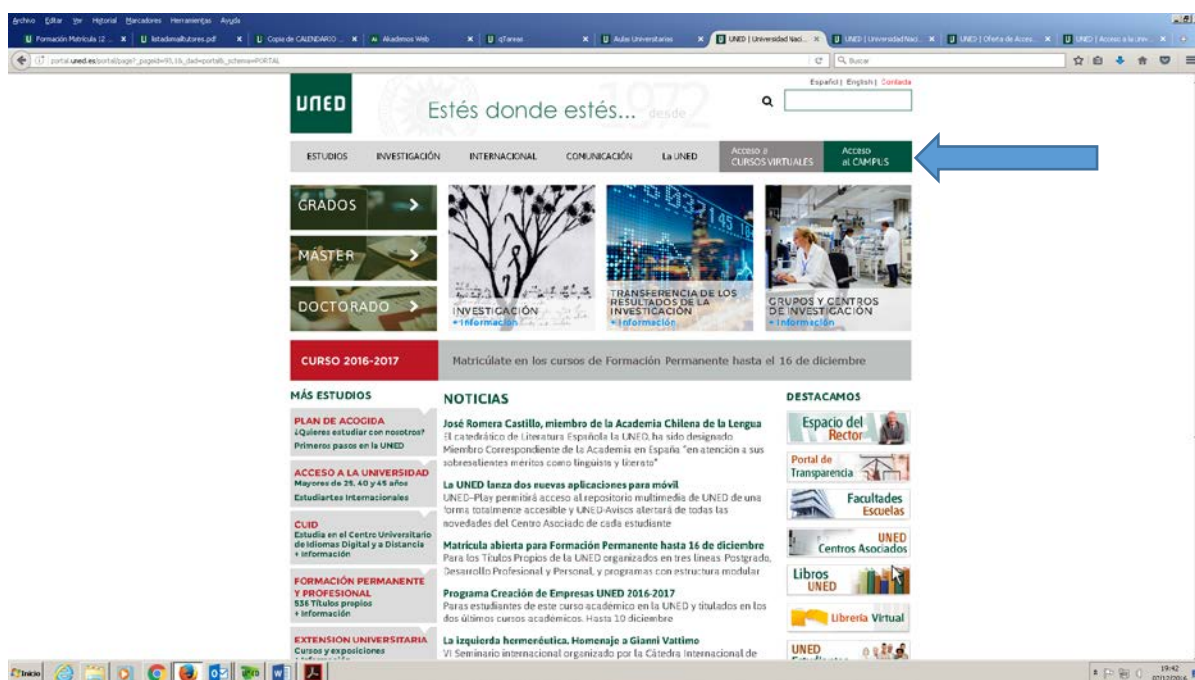 Archivo Editar Ver Historial Marcadores Herramientas Ayuda
Formación Matrícula 12 ... listadomailtutores.pdf Copia de CALENDARIO ... Akademos Web qTareas Aulas Universitarias UNED | Universidad Naci... UNED | Universidad Naci... UNED | Oferta de Acces... UNED | Acceso a la Univ...
portal.uned.es/portal/page?_pageid=93,1&_dad=portal&_schema=PORTAL
Buscar
Español | English | Contacta
UNED
Estés donde estés... desde 1972
ESTUDIOS INVESTIGACIÓN INTERNACIONAL COMUNICACIÓN La UNED
Acceso a
CURSOS VIRTUALES
Acceso
al CAMPUS
GRADOS
MÁSTER
DOCTORADO
INVESTIGACIÓN
+ Información
TRANSFERENCIA DE LOS
RESULTADOS DE LA
INVESTIGACIÓN
+ Información
GRUPOS Y CENTROS
DE INVESTIGACIÓN
+ Información
CURSO 2016-2017
Matricúlate en los cursos de Formación Permanente hasta el 16 de diciembre
MÁS ESTUDIOS
PLAN DE ACOGIDA
¿Quieres estudiar con nosotros?
Primeros pasos en la UNED
ACCESO A LA UNIVERSIDAD
Mayores de 25, 40 y 45 años
Estudiantes Internacionales
CUID
Estudia en el Centro Universitario
de Idiomas Digital y a Distancia
+ Información
FORMACIÓN PERMANENTE
Y PROFESIONAL
536 Títulos propios
+ Información
EXTENSIÓN UNIVERSITARIA
Cursos y exposiciones
NOTICIAS
José Romera Castillo, miembro de la Academia Chilena de la Lengua
El catedrático de Literatura Española la UNED, ha sido designado
Miembro Correspondiente de la Academia en España "en atención a sus
sobresalientes méritos como lingüista y literato"
La UNED lanza dos nuevas aplicaciones para móvil
UNED-Play permitirá acceso al repositorio multimedia de UNED de una
forma totalmente accesible y UNED-Avisos alertará de todas las
novedades del Centro Asociado de cada estudiante
Matrícula abierta para Formación Permanente hasta 16 de diciembre
Para los Títulos Propios de la UNED organizados en tres líneas: Postgrado,
Desarrollo Profesional y Personal, y programas con estructura modular
Programa Creación de Empresas UNED 2016-2017
Paras estudiantes de este curso académico en la UNED y titulados en los
dos últimos cursos académicos. Hasta 10 diciembre
La izquierda hermenéutica. Homenaje a Gianni Vattimo
VI Seminario internacional organizado por la Cátedra Internacional de
DESTACAMOS
Espacio del
Rector
Portal de
Transparencia
Facultades
Escuelas
UNED
Centros Asociados
Libros
UNED
Librería Virtual
UNED
Inicio
19:42
07/12/2016